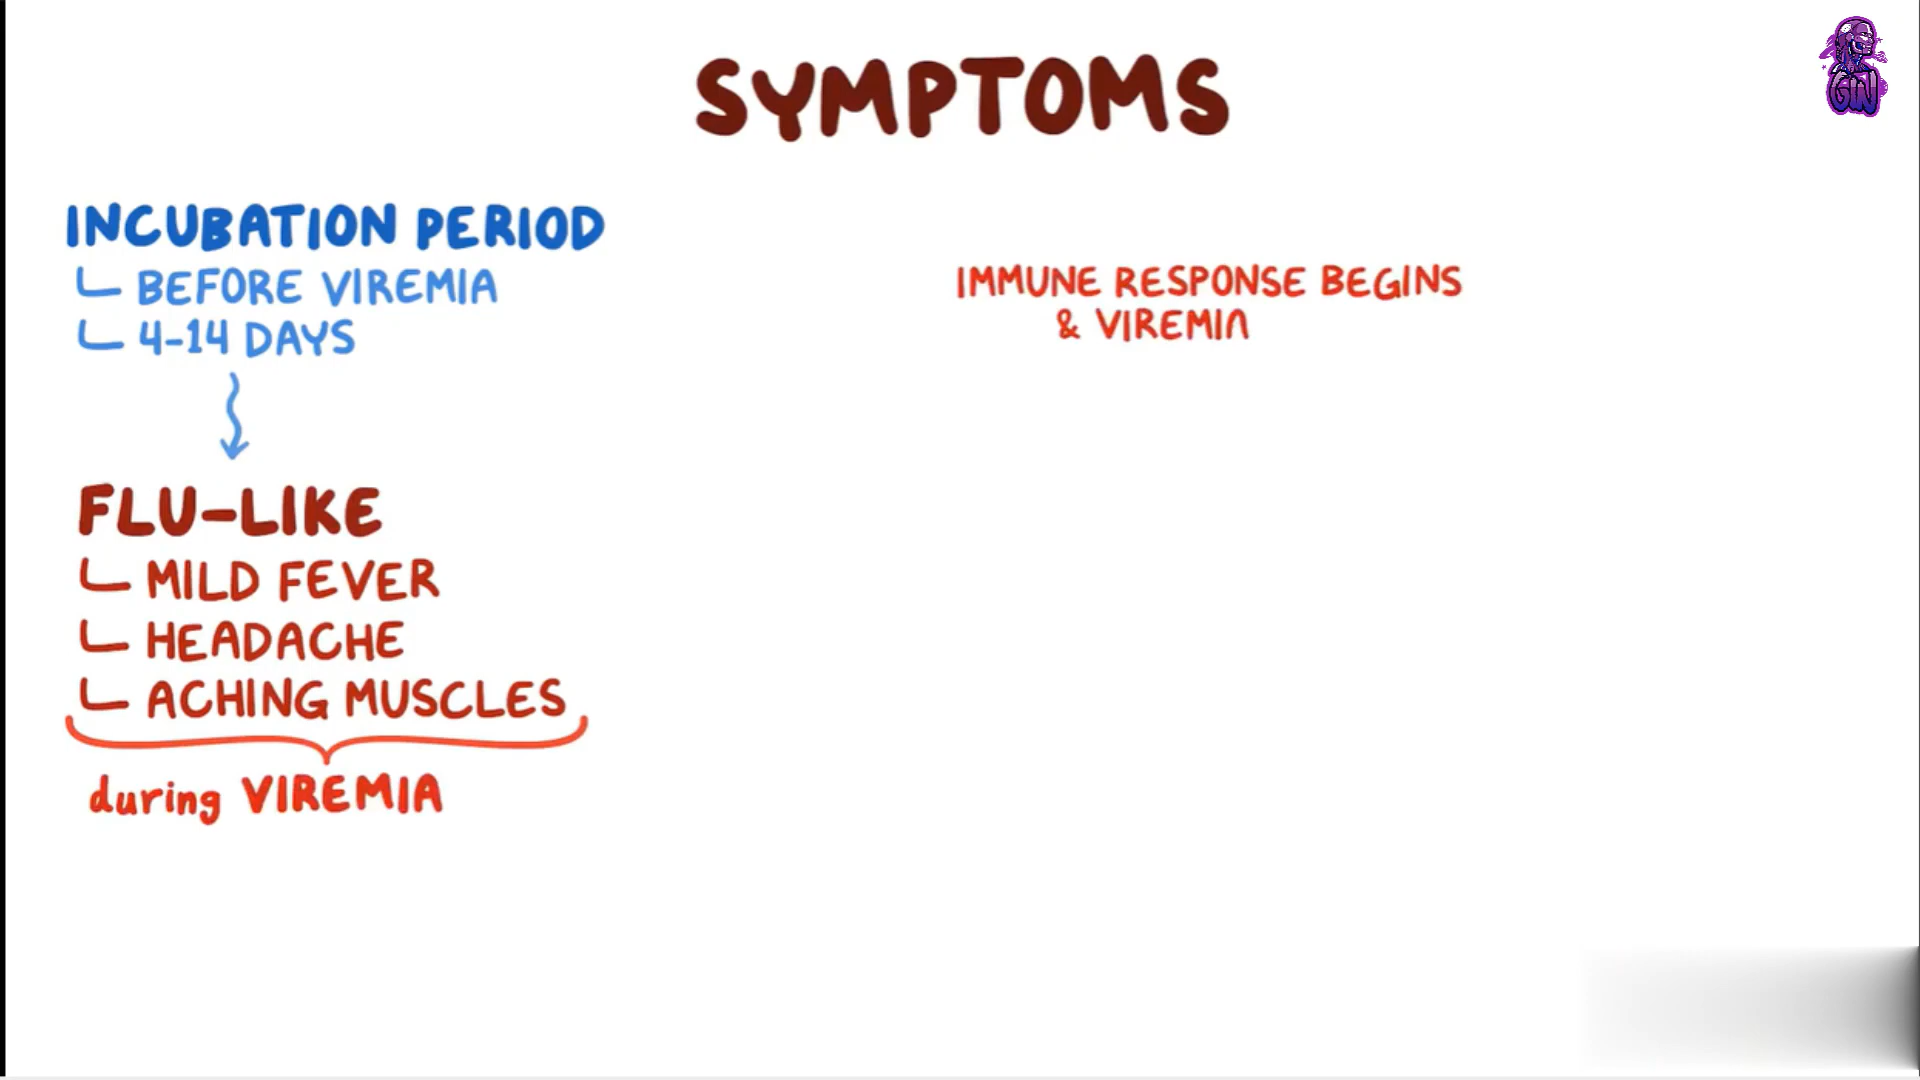 SYMPTOMS
INCUBATION PERIOD
BEFORE VIREMIA
4-14 DAYS
FLU-LIKE
MILD FEVER
HEADACHE
ACHING MUSCLES
during VIREMIA
IMMUNE RESPONSE BEGINS
& VIREMIA
GW